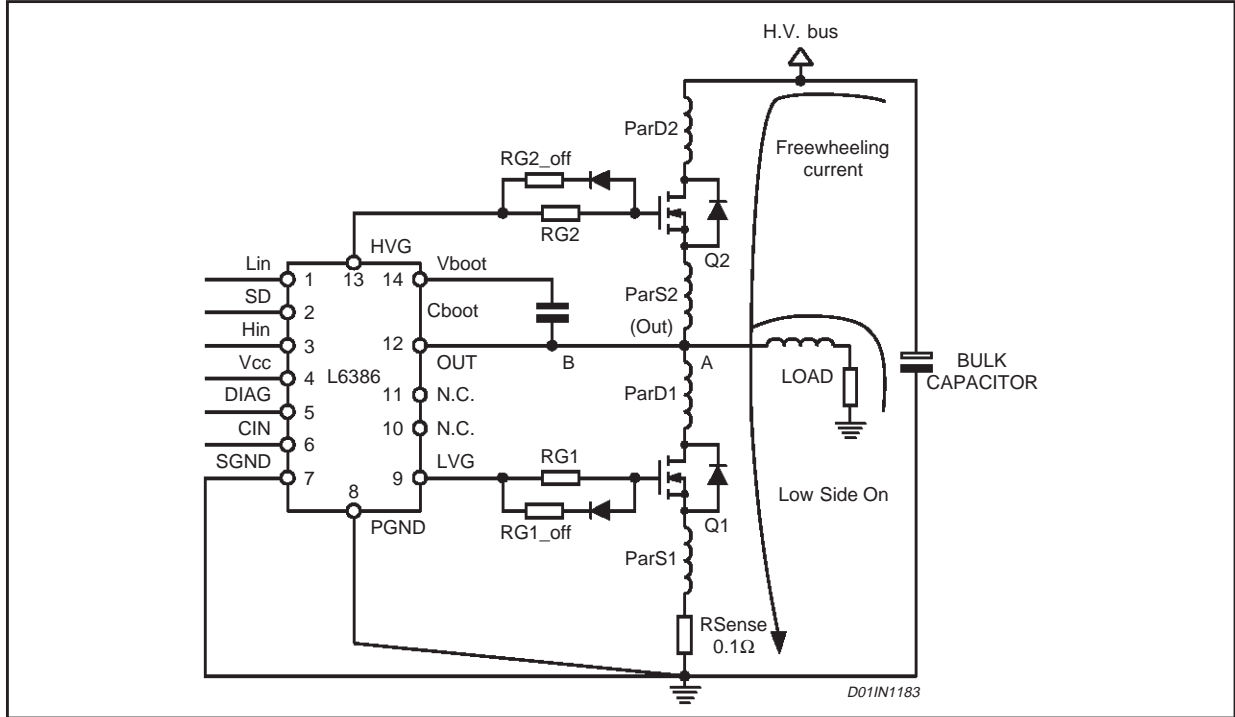 H.V. bus
ParD2
Freewheeling
current
RG2_off
RG2
HVG
Q2
Lin
1
13
14
Vboot
SD
2
Cboot
ParS2
(Out)
Hin
3
12
OUT
B
A
Vcc
4
L6386
11
N.C.
LOAD
BULK
CAPACITOR
DIAG
5
ParD1
10
N.C.
CIN
6
SGND
7
9
LVG
RG1
Low Side On
8
PGND
RG1_off
Q1
ParS1
RSense
0.1Ω
D01IN1183